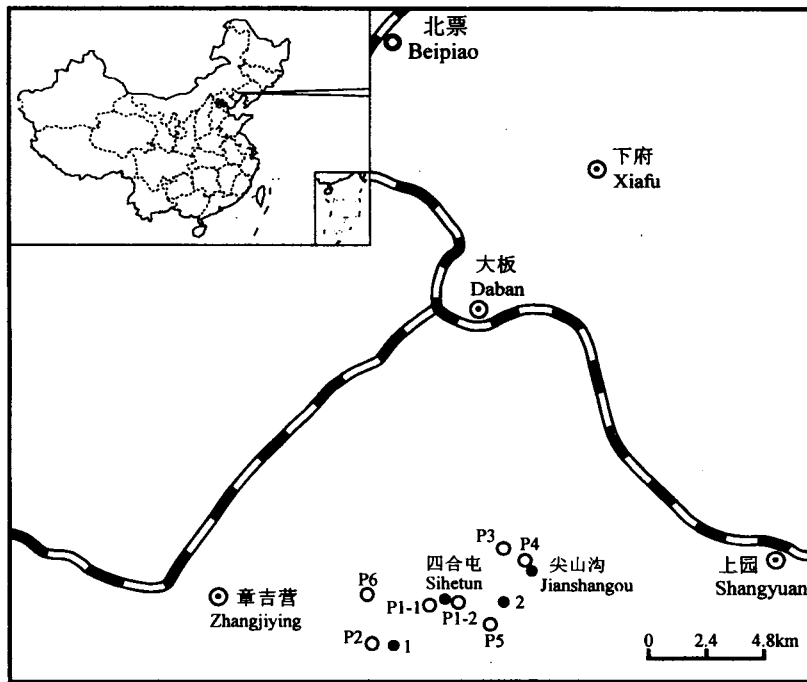 北票
Beipiao
下府
Xiafu
大板
Daban
P3
P4
四合屯
Sihetun
尖山沟
Jianshangou
上园
Shangyuan
P6
章吉营
Zhangjiying
P1-1
P1-2
2
P5
P2
1
0 2.4 4.8km